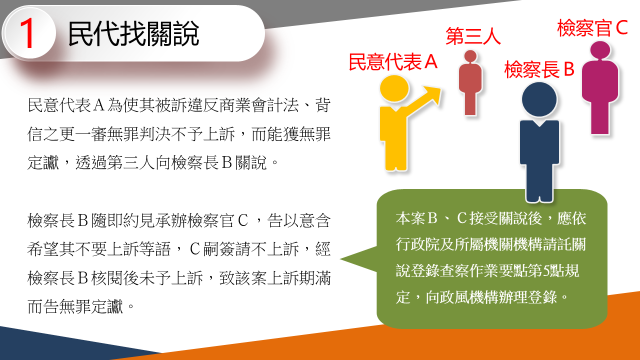 1 民代找關說
第三人
檢察官C
民意代表A
檢察長B
民意代表A為使其被訴違反商業會計法、背
信之更一審無罪判決不予上訴，而能獲無罪
定讞，透過第三人向檢察長B關說。
檢察長B隨即約見承辦檢察官C，告以意含
希望其不要上訴等語，C嗣簽請不上訴，經
檢察長B核閱後未予上訴，致該案上訴期滿
而告無罪定讞。
本案B、C接受關說後，應依
行政院及所屬機關機構請託關
說登錄查察作業要點第5點規
定，向政風機構辦理登錄。